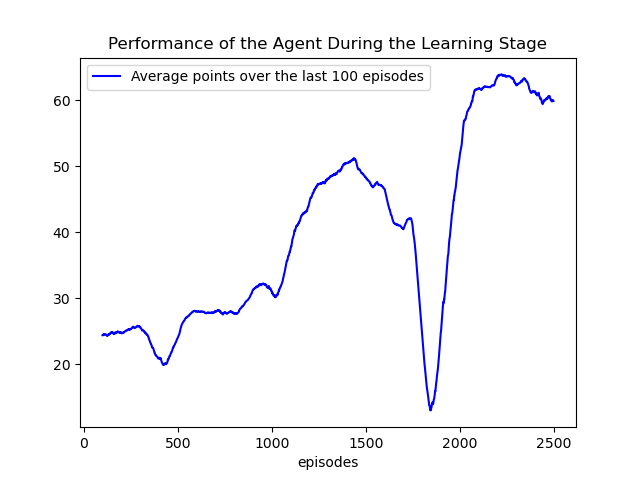 Performance of the Agent During the Learning Stage
Average points over the last 100 episodes
60
50
40
30
20
0 500 1000 1500 2000 2500
episodes